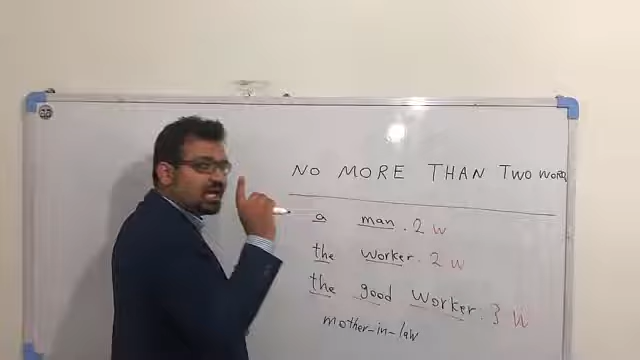 NO MORE THAN TWO WORDS
a man. 2 w
the worker. 2 w
the good worker. 3 w
mother-in-law